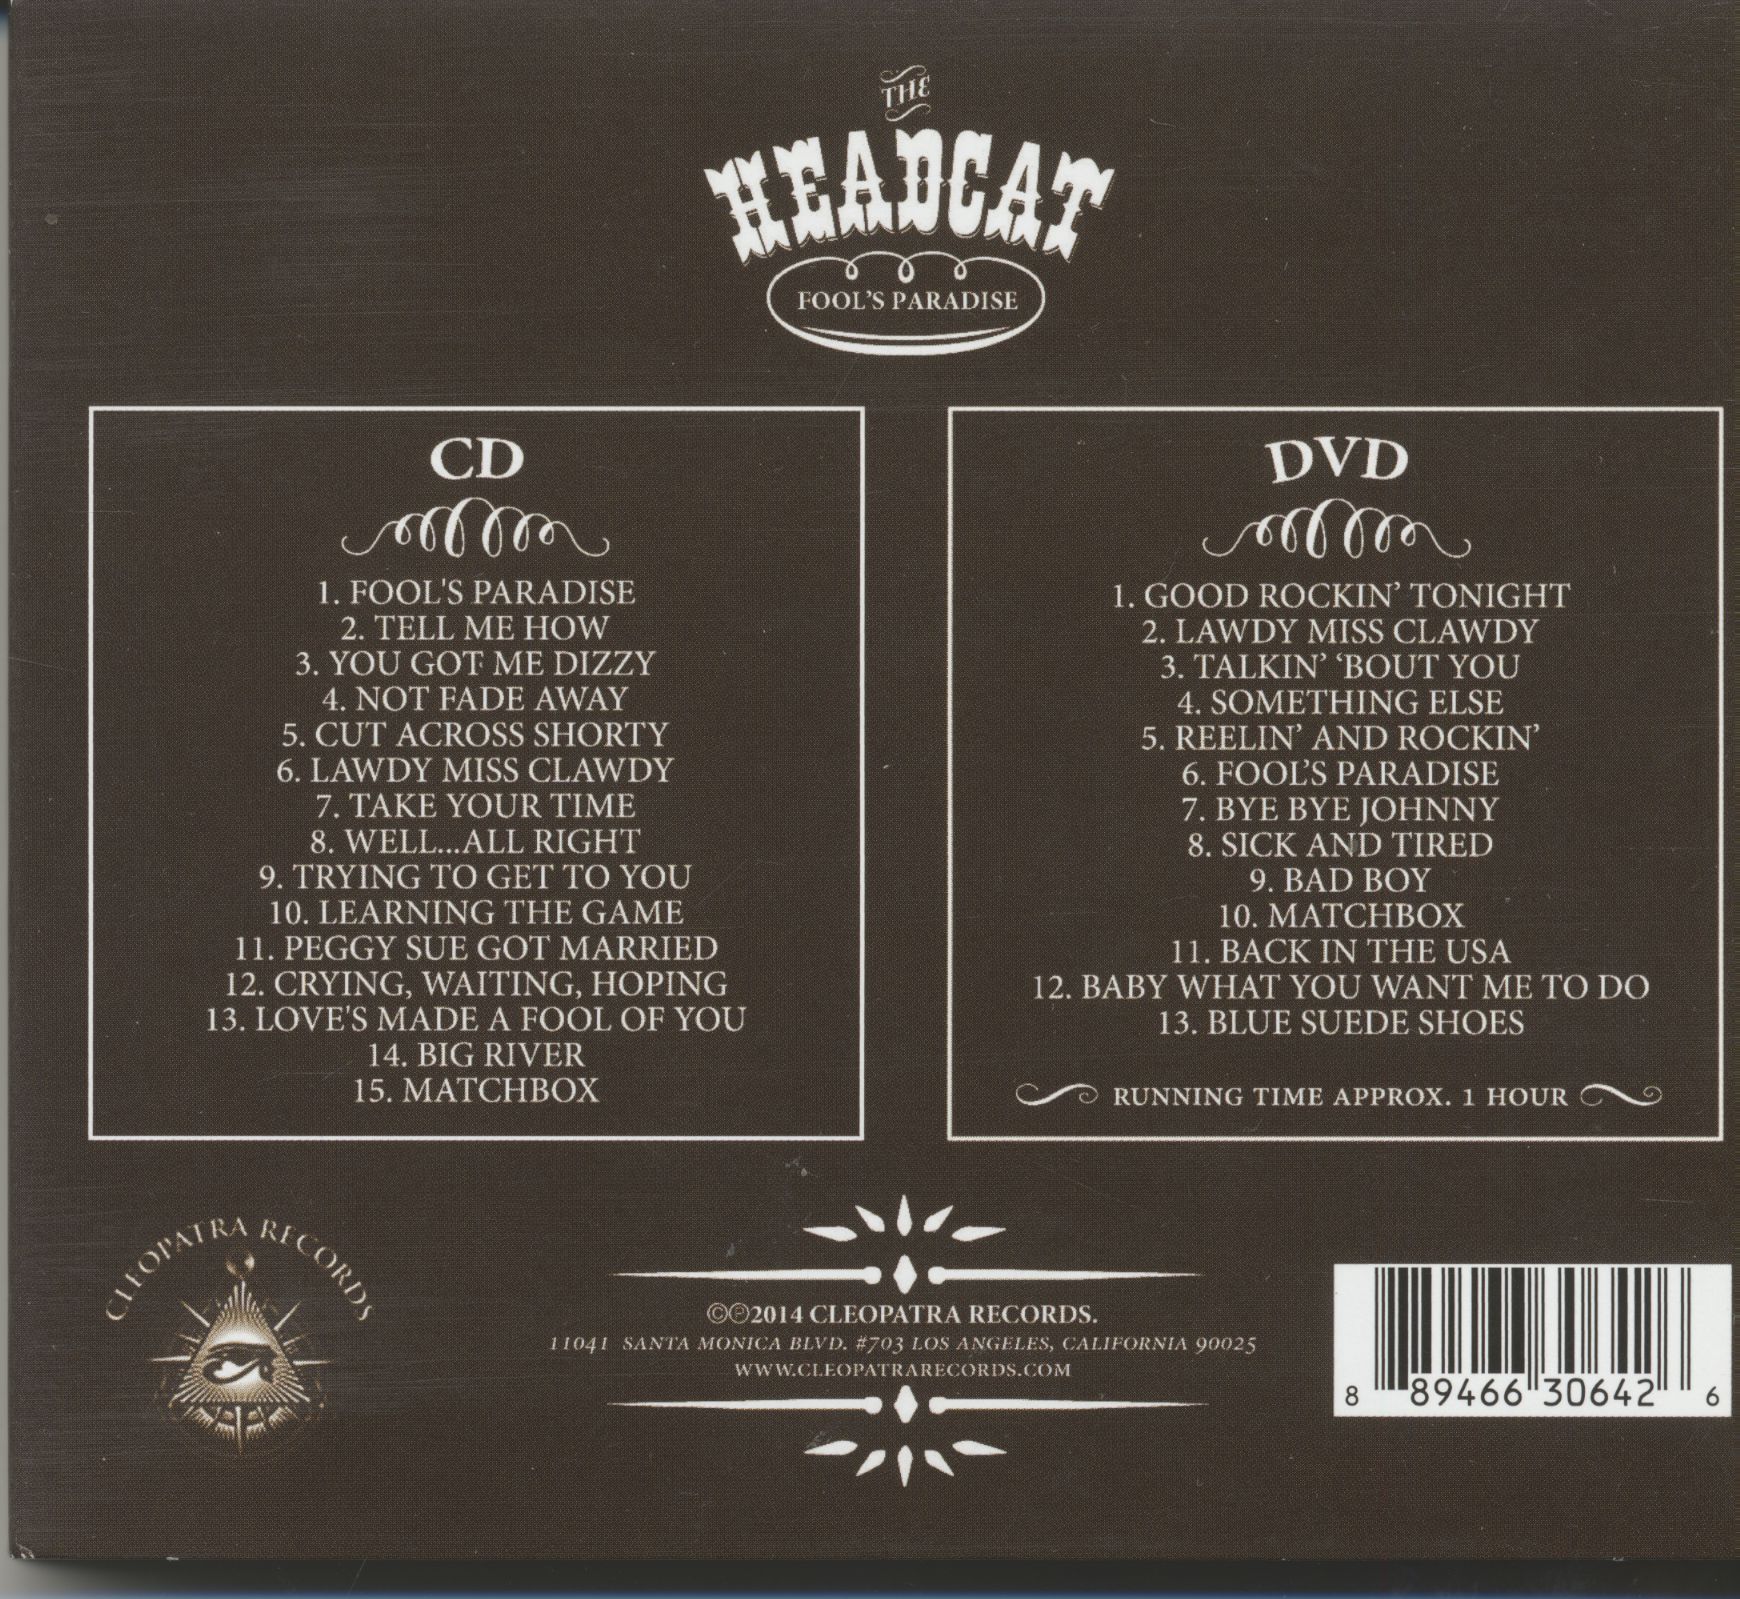 THE
HEADCAT
FOOL'S PARADISE
CD
1. FOOL'S PARADISE
2. TELL ME HOW
3. YOU GOT ME DIZZY
4. NOT FADE AWAY
5. CUT ACROSS SHORTY
6. LAWDY MISS CLAWDY
7. TAKE YOUR TIME
8. WELL...ALL RIGHT
9. TRYING TO GET TO YOU
10. LEARNING THE GAME
11. PEGGY SUE GOT MARRIED
12. CRYING, WAITING, HOPING
13. LOVE'S MADE A FOOL OF YOU
14. BIG RIVER
15. MATCHBOX
DVD
1. GOOD ROCKIN’ TONIGHT
2. LAWDY MISS CLAWDY
3. TALKIN’ ‘BOUT YOU
4. SOMETHING ELSE
5. REELIN’ AND ROCKIN’
6. FOOL’S PARADISE
7. BYE BYE JOHNNY
8. SICK AND TIRED
9. BAD BOY
10. MATCHBOX
11. BACK IN THE USA
12. BABY WHAT YOU WANT ME TO DO
13. BLUE SUEDE SHOES
RUNNING TIME APPROX. 1 HOUR
CLEOPATRA RECORDS
©℗2014 CLEOPATRA RECORDS.
11041 SANTA MONICA BLVD. #703 LOS ANGELES, CALIFORNIA 90025
WWW.CLEOPATRARECORDS.COM
8 89466 30642 6